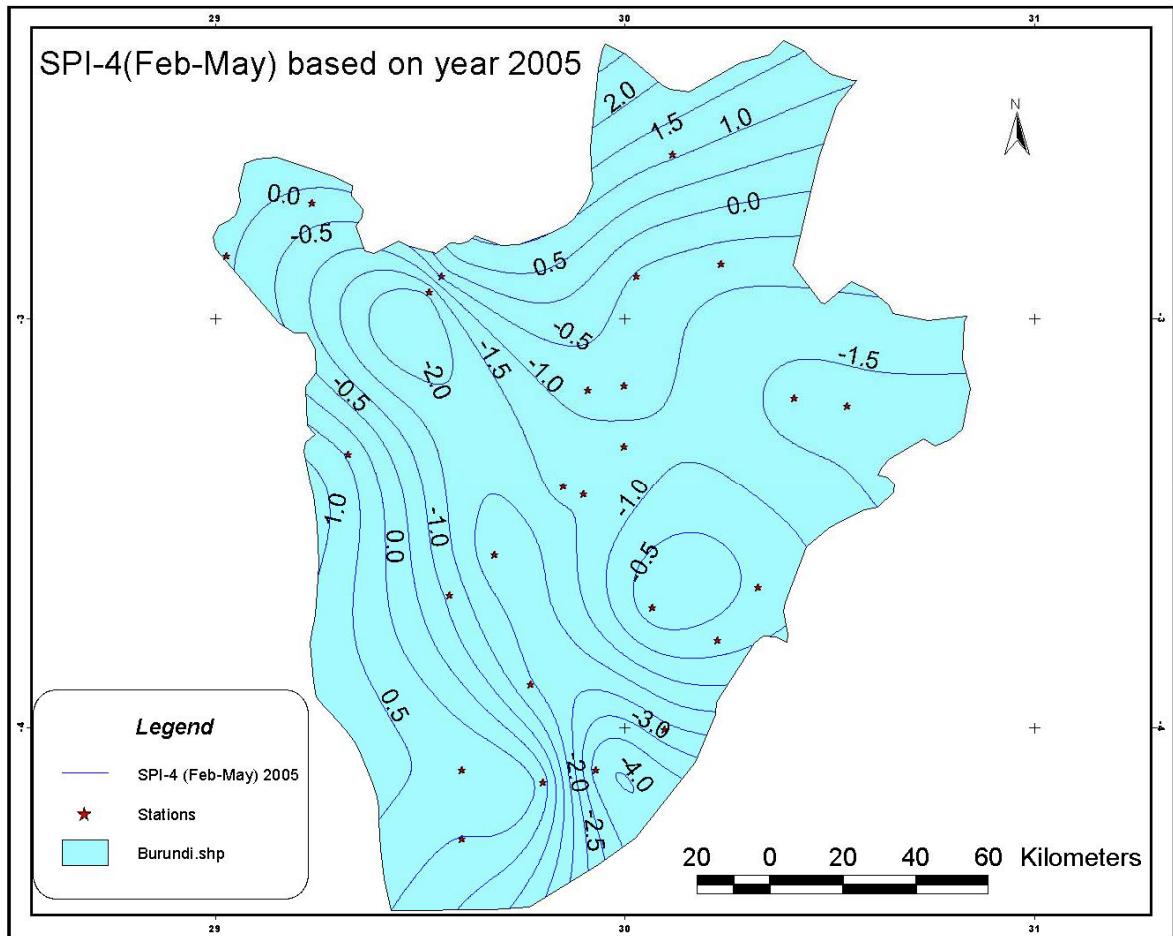 29 30 31
SPI-4(Feb-May) based on year 2005
N
2.0
1.5
1.0
0.0
0.0
-0.5
0.5
-3 -3
-0.5
-1.5
-1.0
-1.5
-2.0
-0.5
1.0
-1.0
-1.0
0.0
-0.5
0.5
-3.0
-4 -4
-2.0
-4.0
-2.5
Legend
SPI-4 (Feb-May) 2005
Stations
Burundi.shp
20 0 20 40 60 Kilometers
29 30 31